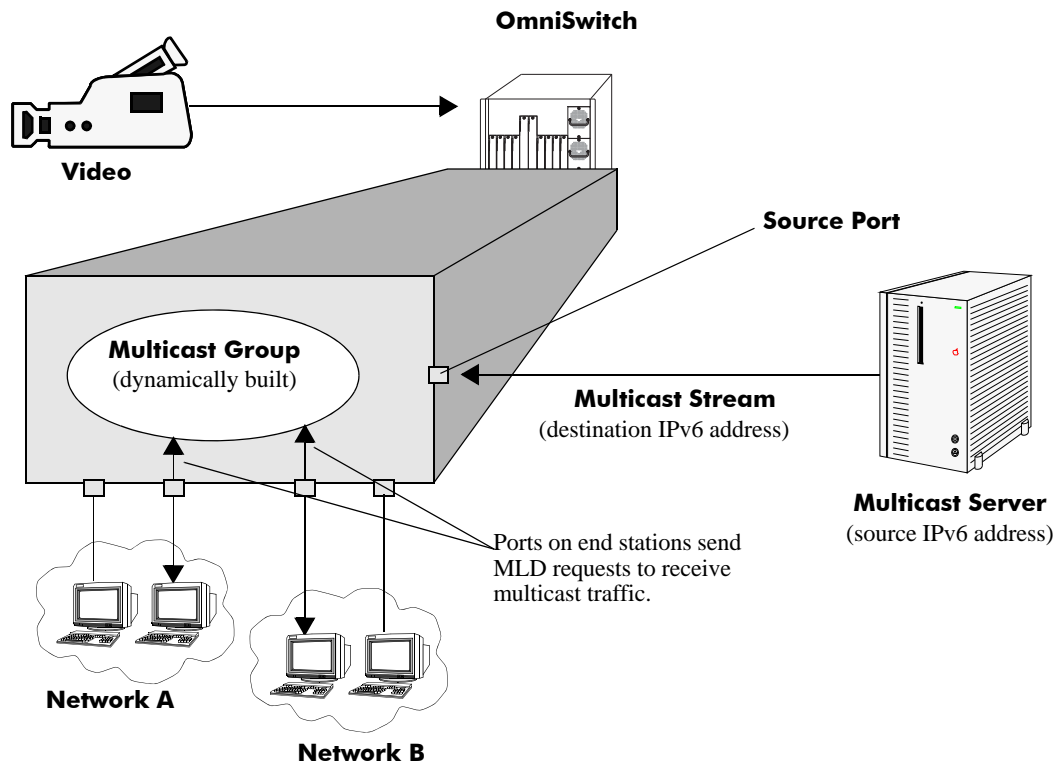 OmniSwitch
Video
Source Port
Multicast Group
(dynamically built)
Multicast Stream
(destination IPv6 address)
Multicast Server
(source IPv6 address)
Ports on end stations send
MLD requests to receive
multicast traffic.
Network A
Network B